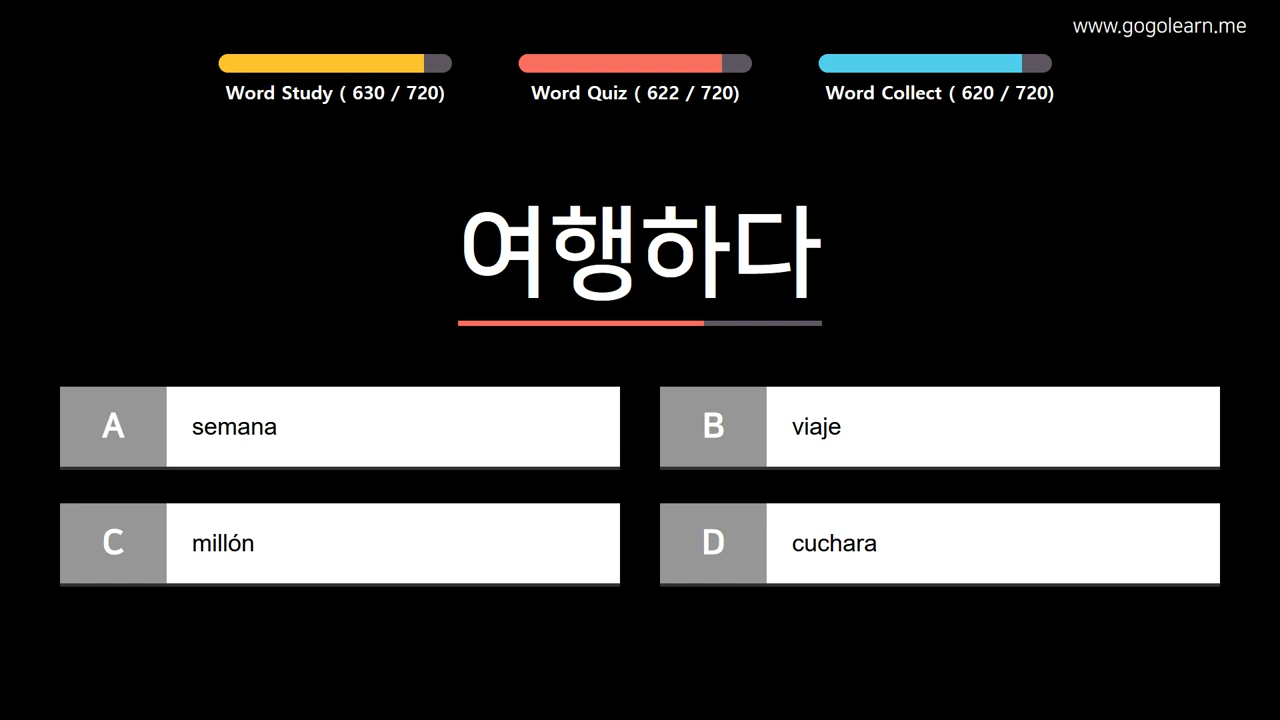 www.gogolearn.me
Word Study ( 630 / 720)
Word Quiz ( 622 / 720)
Word Collect ( 620 / 720)
여행하다
A semana
B viaje
C millón
D cuchara